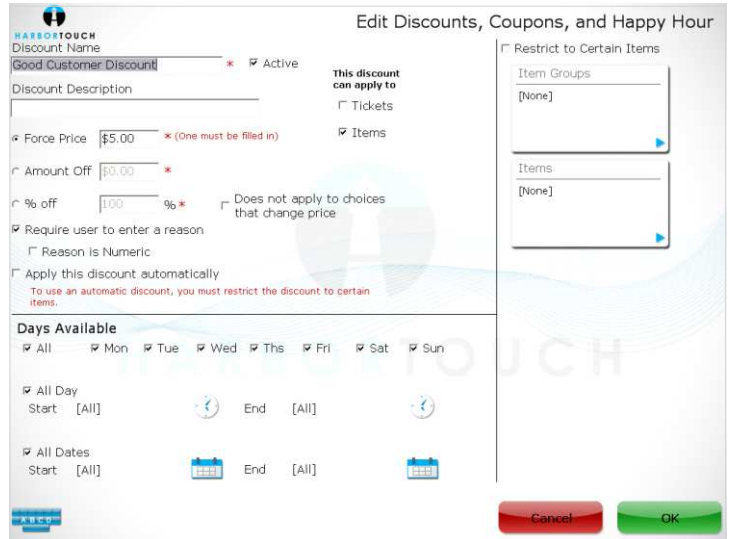 HARBORTOUCH
Edit Discounts, Coupons, and Happy Hour
Discount Name
Good Customer Discount * Active
Discount Description
This discount
can apply to
Tickets
Items
Force Price $5.00 * (One must be filled in)
Amount Off $0.00 *
% off 100 % * Does not apply to choices
that change price
Require user to enter a reason
Reason is Numeric
Apply this discount automatically
To use an automatic discount, you must restrict the discount to certain
items.
Restrict to Certain Items
Item Groups
[None]
Items
[None]
Days Available
All Mon Tue Wed Ths Fri Sat Sun
All Day
Start [All] End [All]
All Dates
Start [All] End [All]
HARBORTOUCH
ABCD
Cancel OK